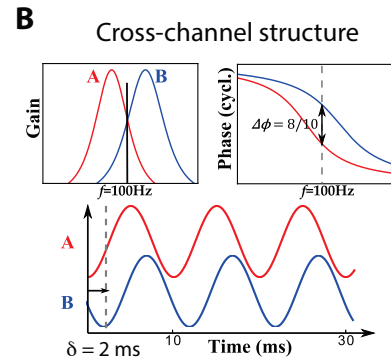 B
Cross-channel structure
A
B
Gain
f=100Hz
Phase (cycl.)
Δϕ = 8/10
f=100Hz
A
B
10
30
Time (ms)
δ = 2 ms